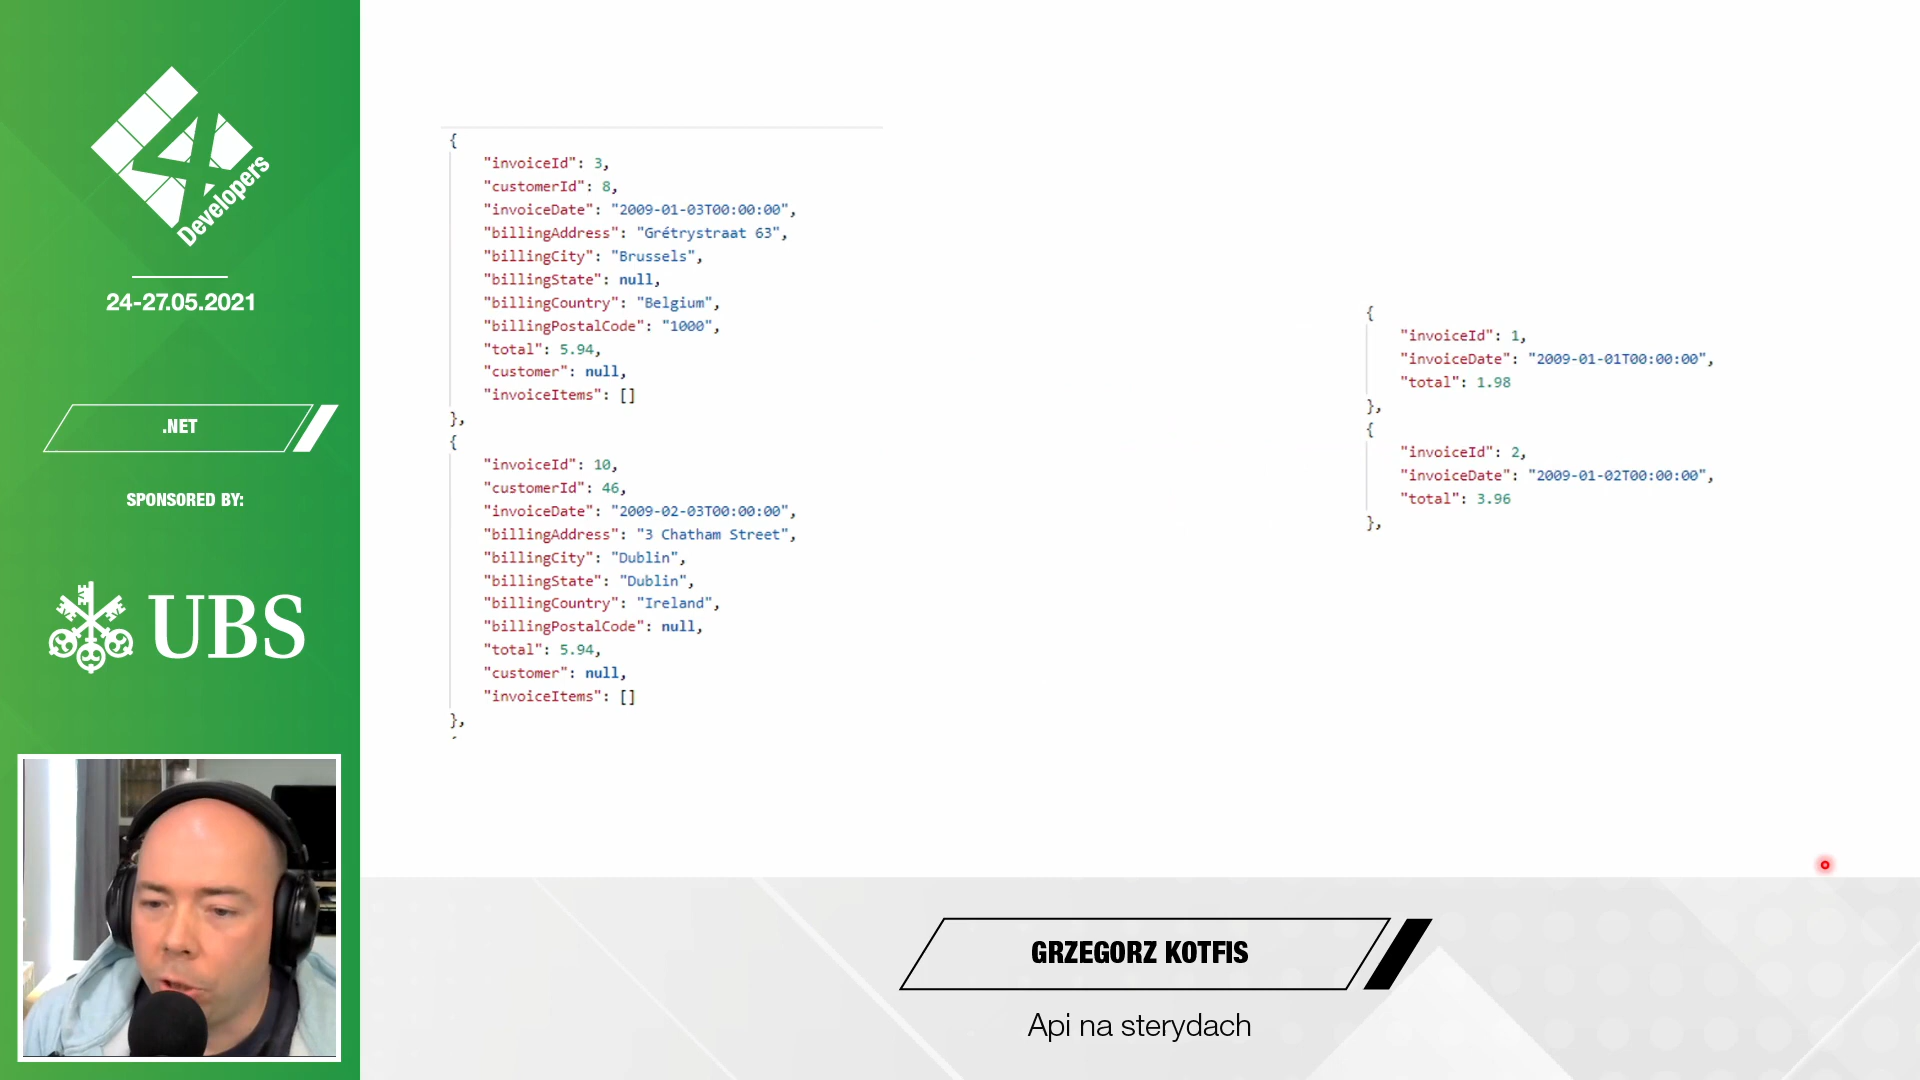 4
Developers
24-27.05.2021
.NET
SPONSORED BY:
UBS
{
"invoiceId": 3,
"customerId": 8,
"invoiceDate": "2009-01-03T00:00:00",
"billingAddress": "Grétrystraat 63",
"billingCity": "Brussels",
"billingState": null,
"billingCountry": "Belgium",
"billingPostalCode": "1000",
"total": 5.94,
"customer": null,
"invoiceItems": []
},
{
"invoiceId": 10,
"customerId": 46,
"invoiceDate": "2009-02-03T00:00:00",
"billingAddress": "3 Chatham Street",
"billingCity": "Dublin",
"billingState": "Dublin",
"billingCountry": "Ireland",
"billingPostalCode": null,
"total": 5.94,
"customer": null,
"invoiceItems": []
},
{
"invoiceId": 1,
"invoiceDate": "2009-01-01T00:00:00",
"total": 1.98
},
{
"invoiceId": 2,
"invoiceDate": "2009-01-02T00:00:00",
"total": 3.96
},
GRZEGORZ KOTFIS
Api na sterydach